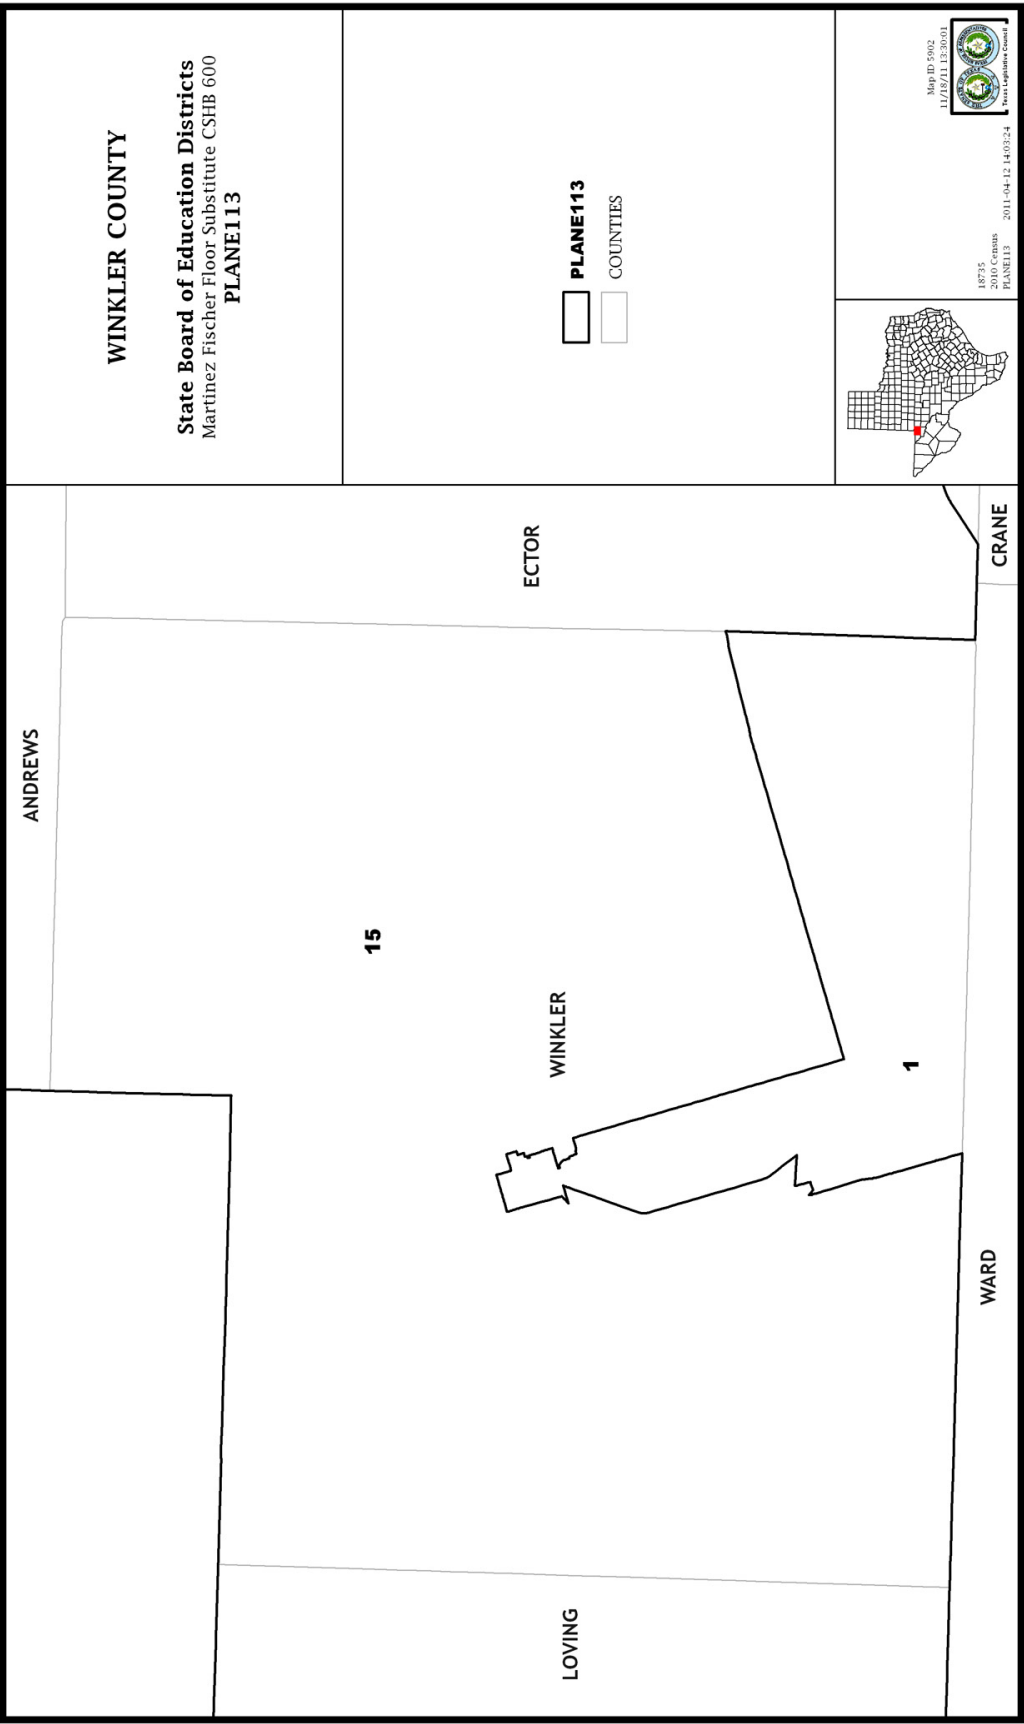 WINKLER COUNTY
State Board of Education Districts
Martinez Fischer Floor Substitute CSHB 600
PLANE113
PLANE113
COUNTIES
Map ID 5902
11/18/11 13:30:01
Texas Legislative Council
18735
2010 Census
PLANE113 2011-04-12 14:03:24
ANDREWS
ECTOR
15
WINKLER
1
CRANE
WARD
LOVING